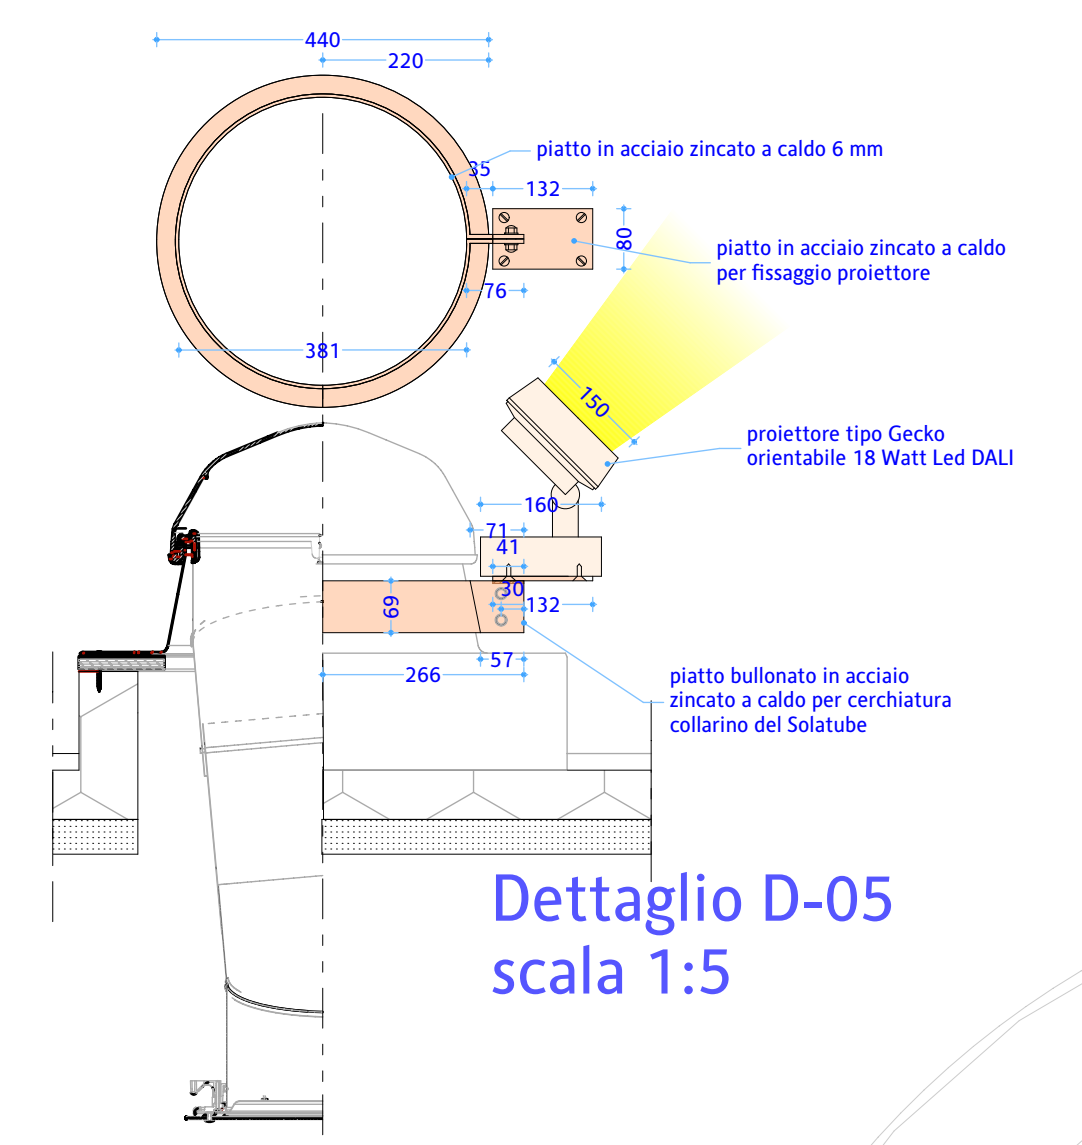 440
220
piatto in acciaio zincato a caldo 6 mm
35
132
80
piatto in acciaio zincato a caldo
per fissaggio proiettore
76
381
150
proiettore tipo Gecko
orientabile 18 Watt Led DALI
160
71
41
30
132
69
57
266
piatto bullonato in acciaio
zincato a caldo per cerchiatura
collarino del Solatube
Dettaglio D-05
scala 1:5